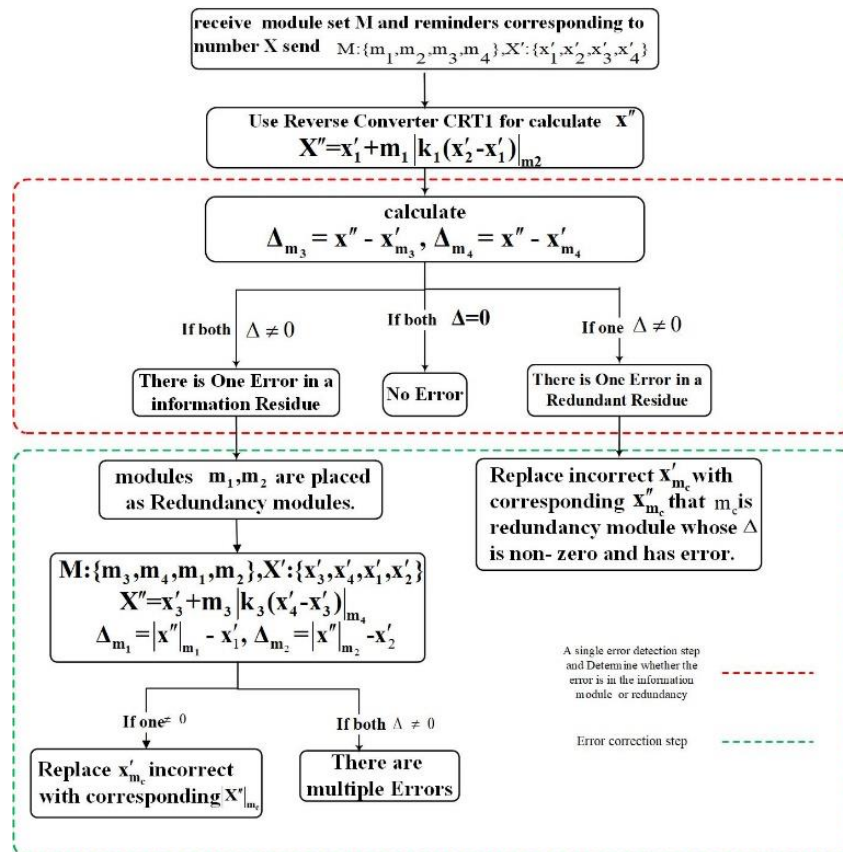 receive module set M and reminders corresponding to
number X send M:{m₁,m₂,m₃,m₄},X':{x'₁,x'₂,x'₃,x'₄}
Use Reverse Converter CRT1 for calculate x''
X''=x'₁+m₁|k₁(x'₂-x'₁)|m2
calculate
Δm₃ = x'' - x'm₃ , Δm₄ = x'' - x'm₄
If both Δ ≠ 0
If both Δ=0
If one Δ ≠ 0
There is One Error in a
information Residue
No Error
There is One Error in a
Redundant Residue
modules m₁,m₂ are placed
as Redundancy modules.
Replace incorrect x'm_c with
corresponding x''m_c that m_c is
redundancy module whose Δ
is non- zero and has error.
M:{m₃,m₄,m₁,m₂},X':{x'₃,x'₄,x'₁,x'₂}
X''=x'₃+m₃|k₃(x'₄-x'₃)|m₄
Δm₁ =|x''|m₁ - x'₁, Δm₂ =|x''|m₂ -x'₂
A single error detection step
and Determine whether the
error is in the information
module or redundancy
Error correction step
If one≠ 0
If both Δ ≠ 0
Replace x'm_c incorrect
with corresponding|X''|m_c
There are
multiple Errors